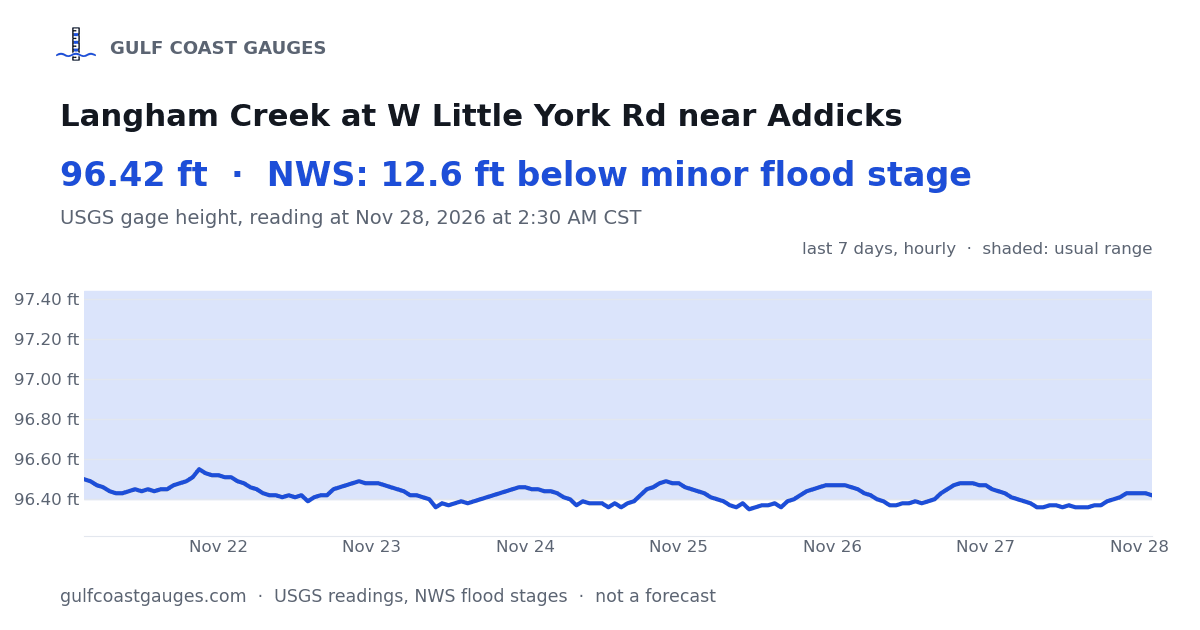 GULF COAST GAUGES
Langham Creek at W Little York Rd near Addicks
96.42 ft · NWS: 12.6 ft below minor flood stage
USGS gage height, reading at Nov 28, 2026 at 2:30 AM CST
last 7 days, hourly · shaded: usual range
97.40 ft
97.20 ft
97.00 ft
96.80 ft
96.60 ft
96.40 ft
Nov 22 Nov 23 Nov 24 Nov 25 Nov 26 Nov 27 Nov 28
gulfcoastgauges.com · USGS readings, NWS flood stages · not a forecast